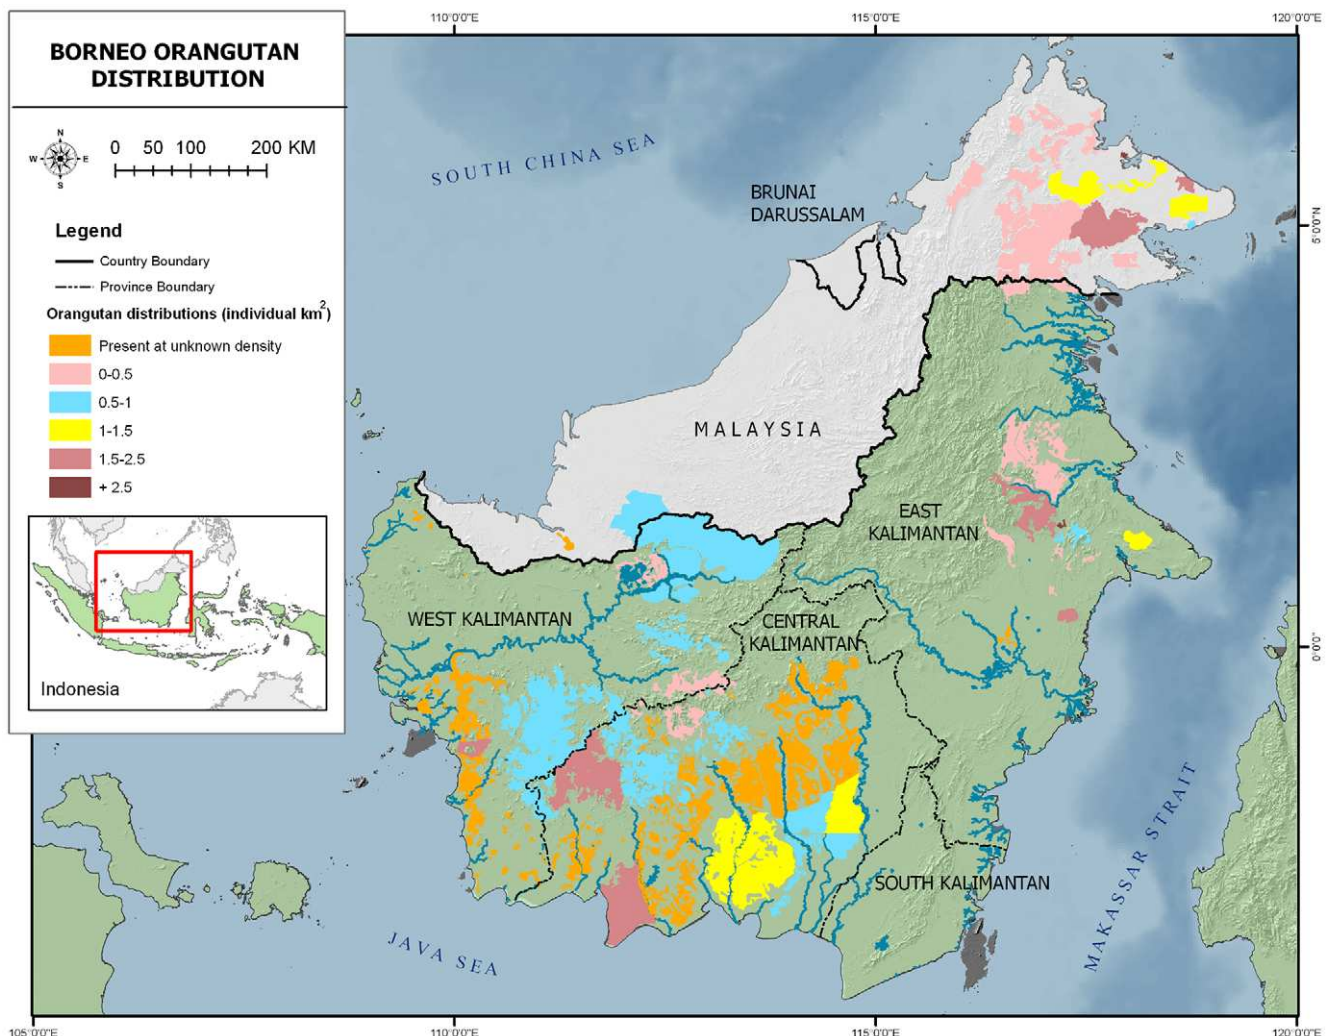 BORNEO ORANGUTAN
DISTRIBUTION
N
W
E
S
0 50 100 200 KM
Legend
Country Boundary
Province Boundary
Orangutan distributions (individual km²)
Present at unknown density
0-0.5
0.5-1
1-1.5
1.5-2.5
+ 2.5
Indonesia
110°0'0"E
115°0'0"E
120°0'0"E
SOUTH CHINA SEA
BRUNAI
DARUSSALAM
5°0'0"N
MALAYSIA
EAST
KALIMANTAN
WEST KALIMANTAN
CENTRAL
KALIMANTAN
0°0'0"
SOUTH KALIMANTAN
MAKASSAR STRAIT
JAVA SEA
105°0'0"E
110°0'0"E
115°0'0"E
120°0'0"E